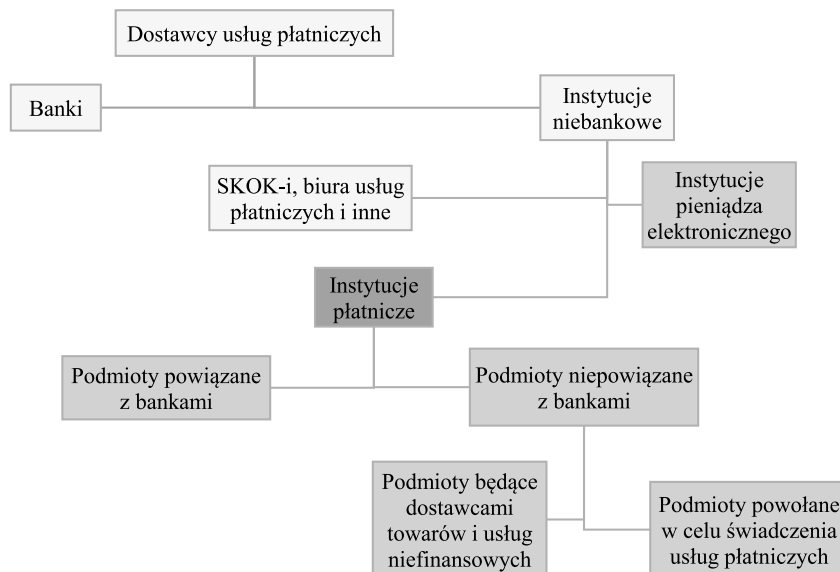 Dostawcy usług płatniczych
Banki
Instytucje
niebankowe
SKOK-i, biura usług
płatniczych i inne
Instytucje
pieniądza
elektronicznego
Instytucje
płatnicze
Podmioty powiązane
z bankami
Podmioty niepowiązane
z bankami
Podmioty będące
dostawcami
towarów i usług
niefinansowych
Podmioty powołane
w celu świadczenia
usług płatniczych